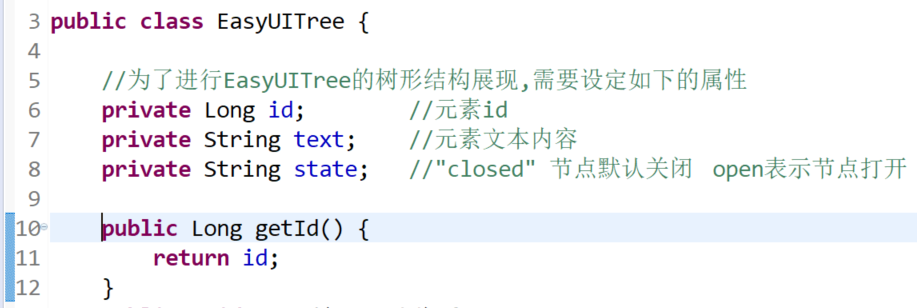 3 public class EasyUITree {
4
5     //为了进行EasyUITree的树形结构展现,需要设定如下的属性
6     private Long id;        //元素id
7     private String text;    //元素文本内容
8     private String state;   //"closed" 节点默认关闭  open表示节点打开
9
10     public Long getId() {
11         return id;
12     }